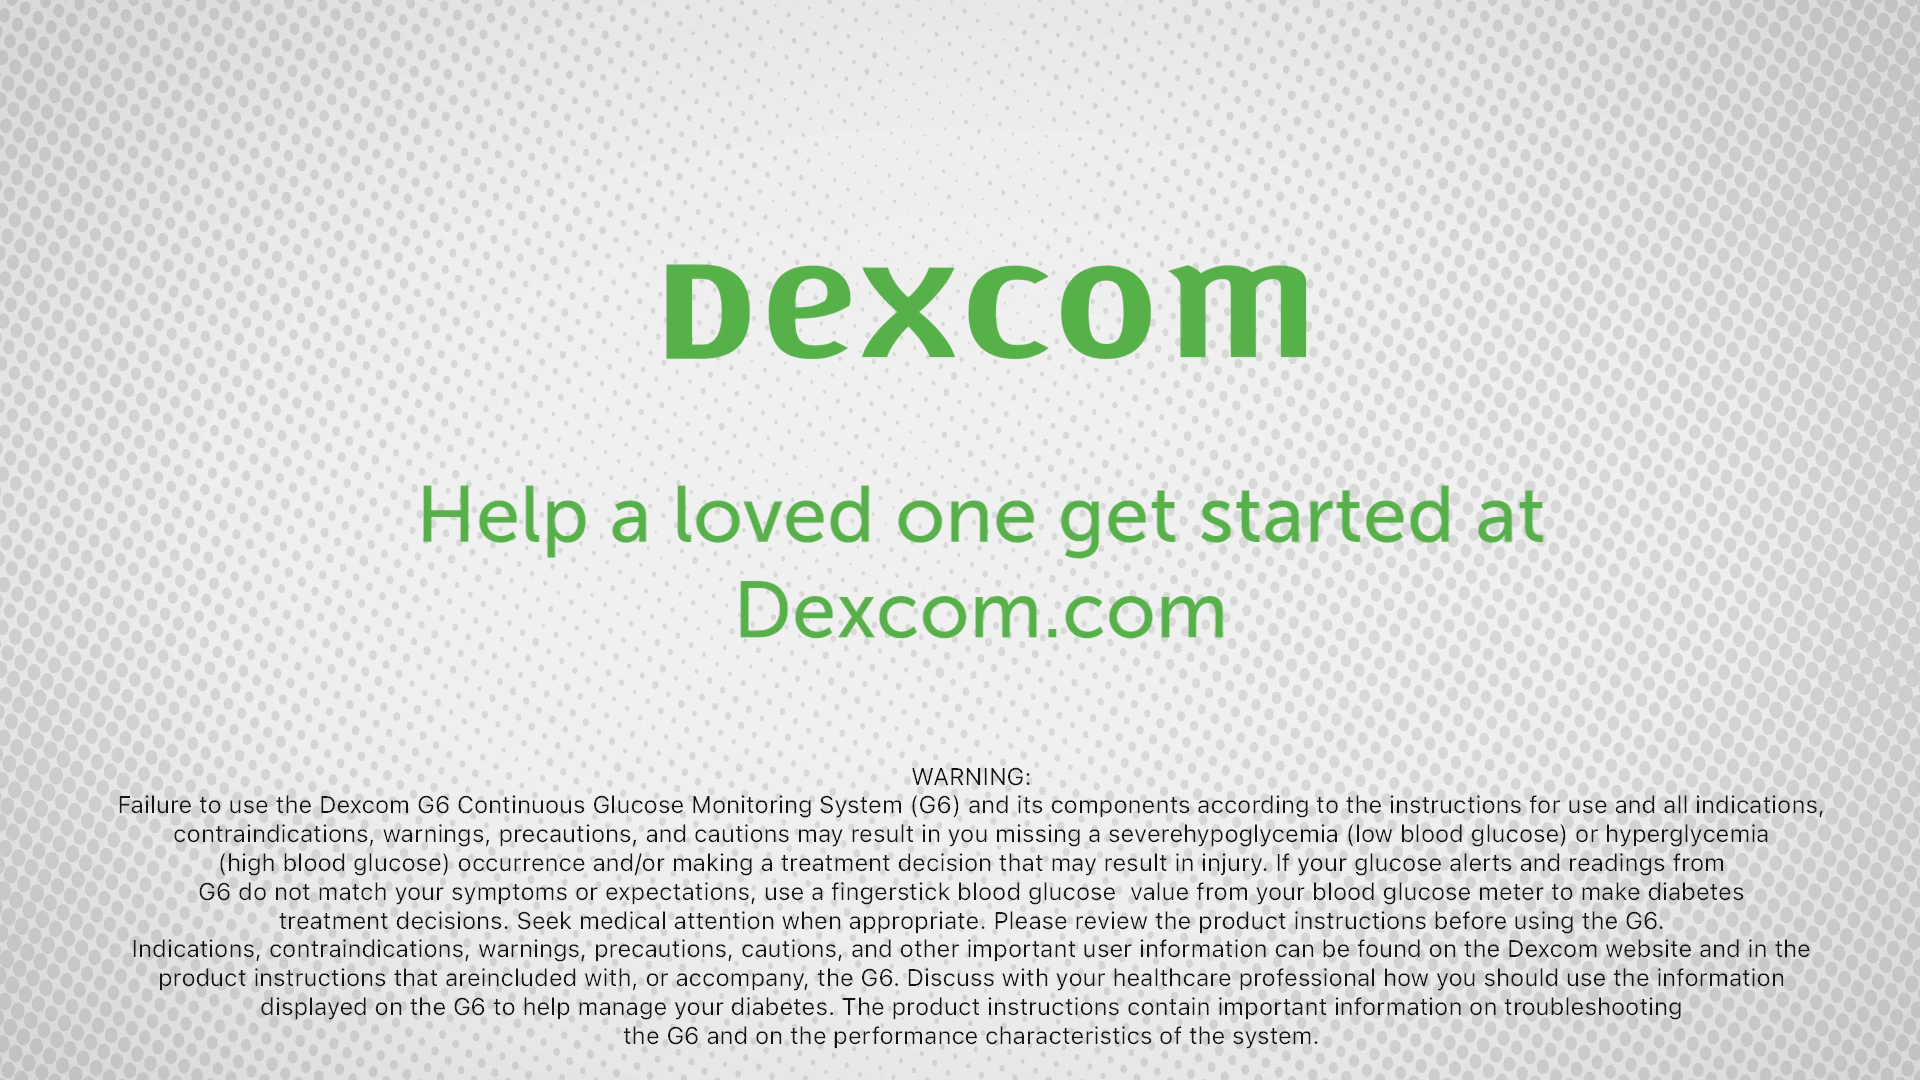 Dexcom
Help a loved one get started at
Dexcom.com
WARNING:
Failure to use the Dexcom G6 Continuous Glucose Monitoring System (G6) and its components according to the instructions for use and all indications,
contraindications, warnings, precautions, and cautions may result in you missing a severehypoglycemia (low blood glucose) or hyperglycemia
(high blood glucose) occurrence and/or making a treatment decision that may result in injury. If your glucose alerts and readings from
G6 do not match your symptoms or expectations, use a fingerstick blood glucose  value from your blood glucose meter to make diabetes
treatment decisions. Seek medical attention when appropriate. Please review the product instructions before using the G6.
Indications, contraindications, warnings, precautions, cautions, and other important user information can be found on the Dexcom website and in the
product instructions that areincluded with, or accompany, the G6. Discuss with your healthcare professional how you should use the information
displayed on the G6 to help manage your diabetes. The product instructions contain important information on troubleshooting
the G6 and on the performance characteristics of the system.